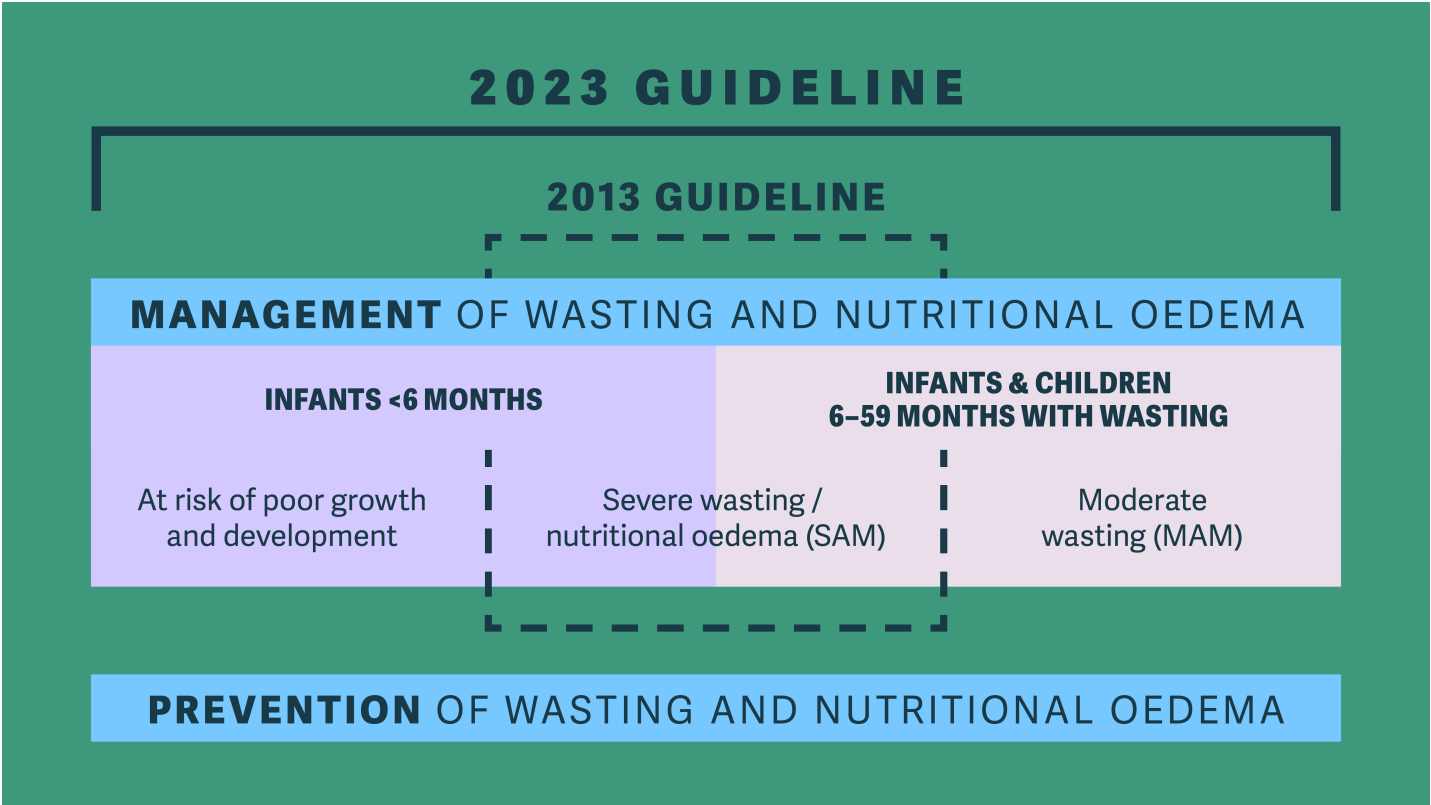 2023 GUIDELINE
2013 GUIDELINE
MANAGEMENT OF WASTING AND NUTRITIONAL OEDEMA
INFANTS <6 MONTHS
At risk of poor growth
and development
INFANTS & CHILDREN
6–59 MONTHS WITH WASTING
Severe wasting /
nutritional oedema (SAM)
Moderate
wasting (MAM)
PREVENTION OF WASTING AND NUTRITIONAL OEDEMA